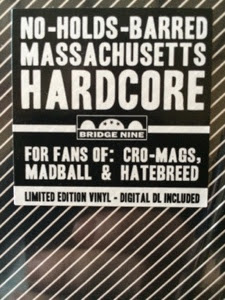 NO-HOLDS-BARRED
MASSACHUSETTS
HARDCORE
BRIDGE NINE
FOR FANS OF: CRO-MAGS,
MADBALL & HATEBREED
LIMITED EDITION VINYL - DIGITAL DL INCLUDED